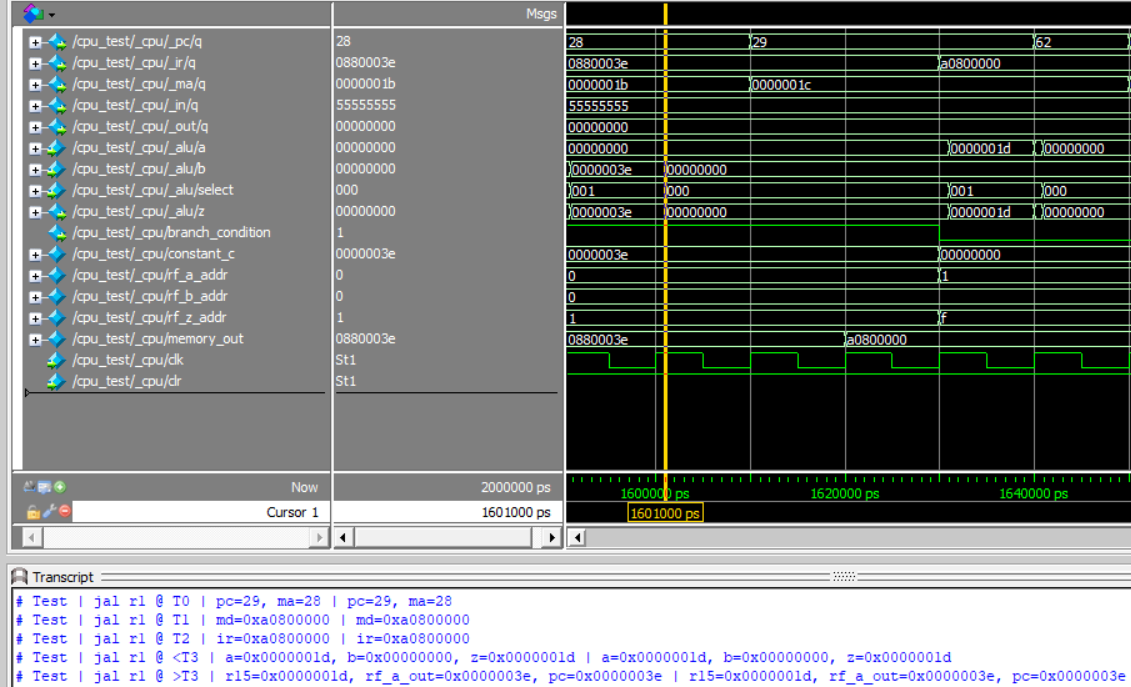 Msgs
/cpu_test/_cpu/_pc/q 28 28 29 62
/cpu_test/_cpu/_ir/q 0880003e 0880003e a0800000
/cpu_test/_cpu/_ma/q 0000001b 0000001b 0000001c
/cpu_test/_cpu/_in/q 55555555 55555555
/cpu_test/_cpu/_out/q 00000000 00000000
/cpu_test/_cpu/_alu/a 00000000 00000000 0000001d 00000000
/cpu_test/_cpu/_alu/b 00000000 0000003e 00000000
/cpu_test/_cpu/_alu/select 000 001 000 001 000
/cpu_test/_cpu/_alu/z 00000000 0000003e 00000000 0000001d 00000000
/cpu_test/_cpu/branch_condition 1
/cpu_test/_cpu/constant_c 0000003e 0000003e 00000000
/cpu_test/_cpu/rf_a_addr 0 0 1
/cpu_test/_cpu/rf_b_addr 0 0
/cpu_test/_cpu/rf_z_addr 1 1 f
/cpu_test/_cpu/memory_out 0880003e 0880003e a0800000
/cpu_test/_cpu/clk St1
/cpu_test/_cpu/clr St1
Now 2000000 ps 1600000 ps 1620000 ps 1640000 ps
Cursor 1 1601000 ps 1601000 ps
Transcript
# Test | jal r1 @ T0 | pc=29, ma=28 | pc=29, ma=28
# Test | jal r1 @ T1 | md=0xa0800000 | md=0xa0800000
# Test | jal r1 @ T2 | ir=0xa0800000 | ir=0xa0800000
# Test | jal r1 @ <T3 | a=0x0000001d, b=0x00000000, z=0x0000001d | a=0x0000001d, b=0x00000000, z=0x0000001d
# Test | jal r1 @ >T3 | r15=0x0000001d, rf_a_out=0x0000003e, pc=0x0000003e | r15=0x0000001d, rf_a_out=0x0000003e, pc=0x0000003e